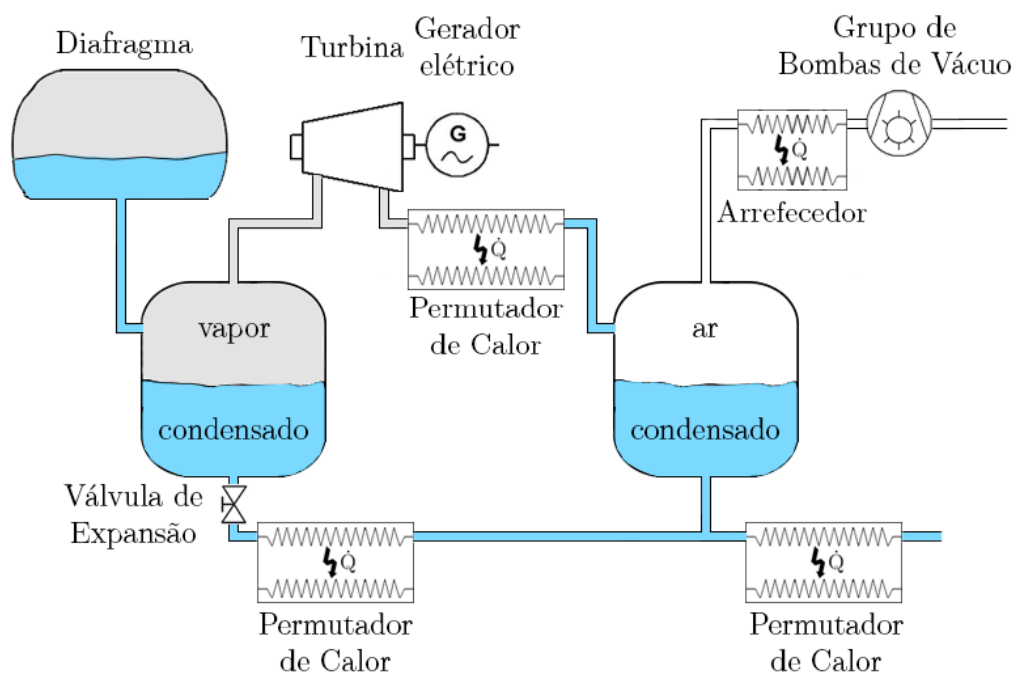 Diafragma
Turbina
Gerador
elétrico
G
Grupo de
Bombas de Vácuo
Q̇
Arrefecedor
Q̇
Permutador
de Calor
vapor
condensado
ar
condensado
Válvula de
Expansão
Q̇
Permutador
de Calor
Q̇
Permutador
de Calor